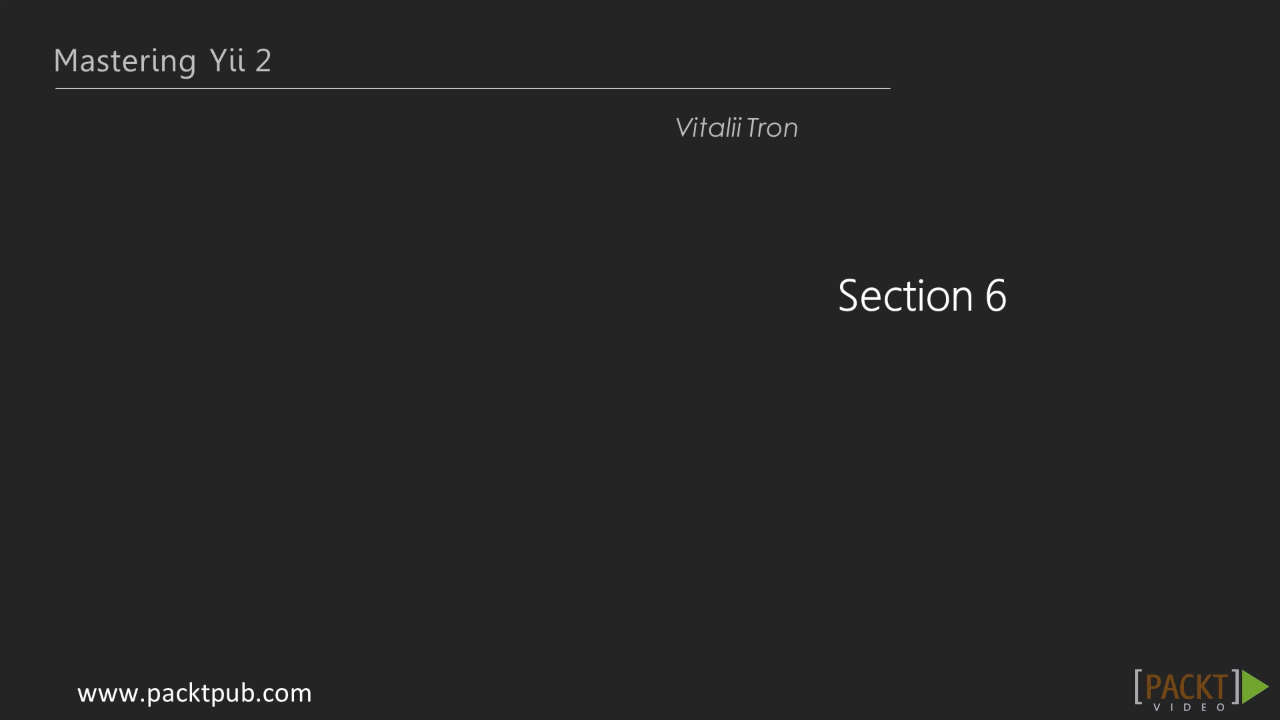 Mastering Yii 2
Vitalii Tron
Section 6
www.packtpub.com
[PACKT]
VIDEO